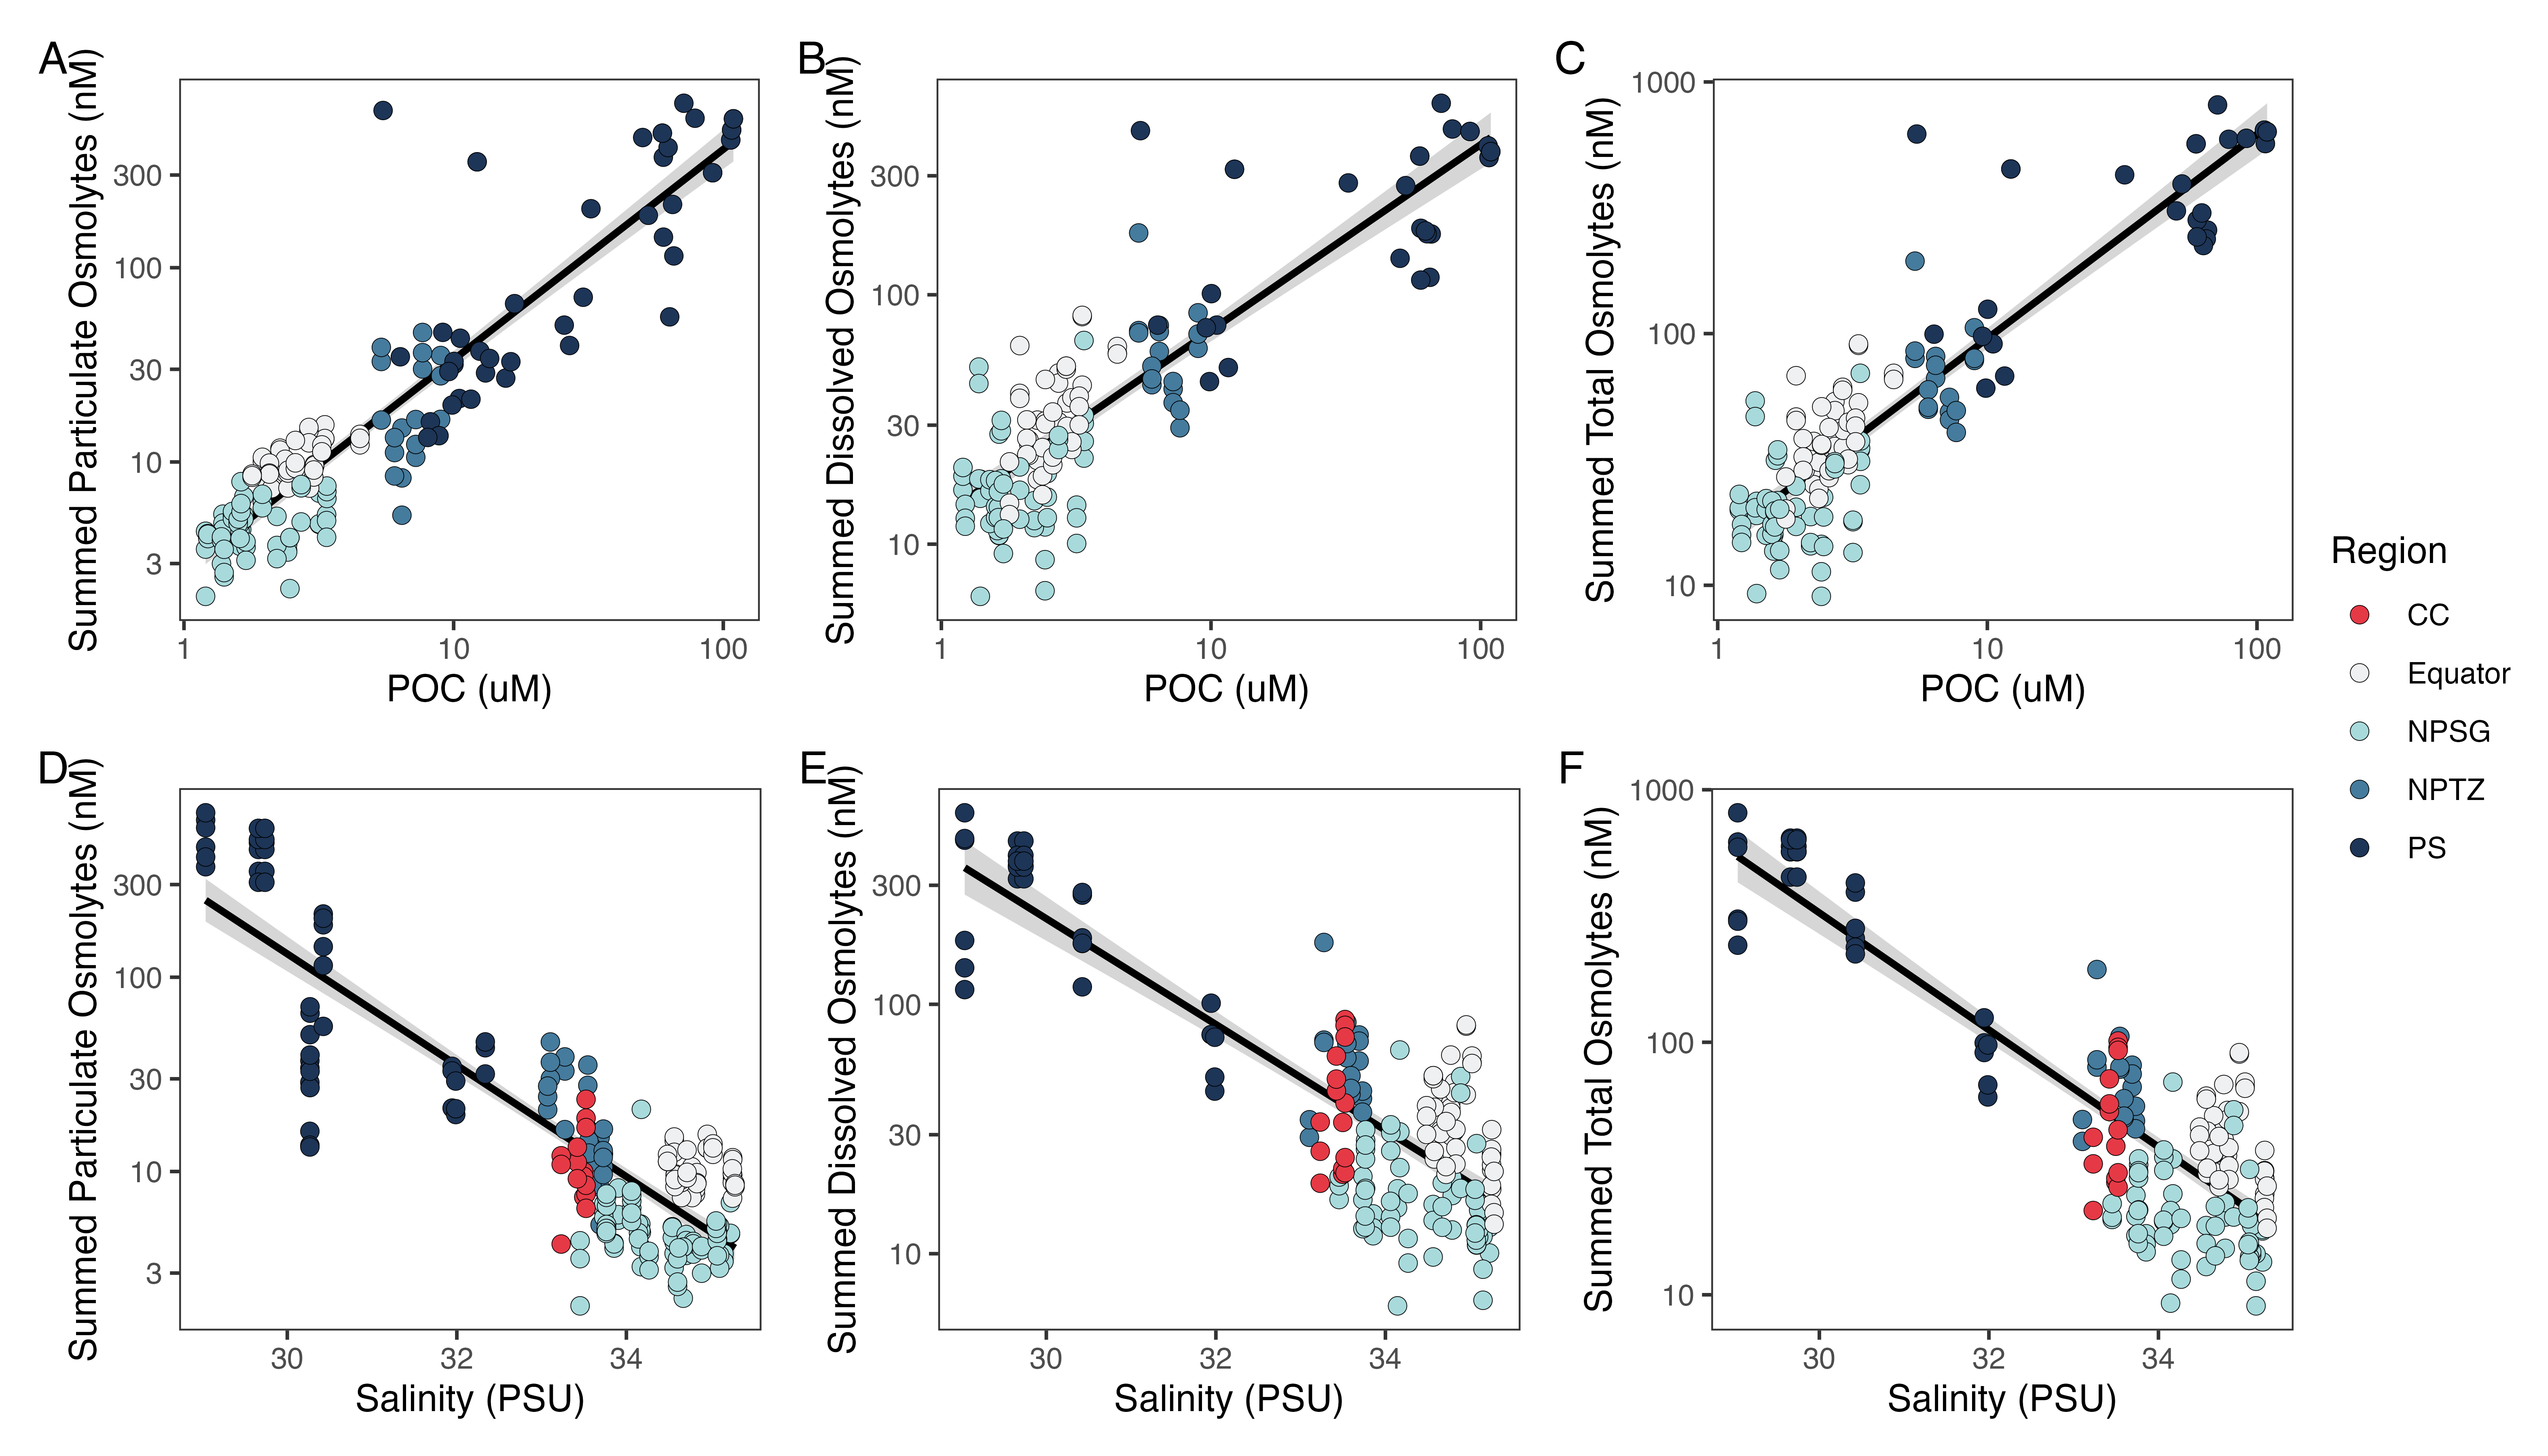 A
Summed Particulate Osmolytes (nM)
300
100
30
10
3
1
10
100
POC (uM)
B
Summed Dissolved Osmolytes (nM)
300
100
30
10
1
10
100
POC (uM)
C
Summed Total Osmolytes (nM)
1000
100
10
1
10
100
POC (uM)
D
Summed Particulate Osmolytes (nM)
300
100
30
10
3
30
32
34
Salinity (PSU)
E
Summed Dissolved Osmolytes (nM)
300
100
30
10
30
32
34
Salinity (PSU)
F
Summed Total Osmolytes (nM)
1000
100
10
30
32
34
Salinity (PSU)
Region
CC
Equator
NPSG
NPTZ
PS